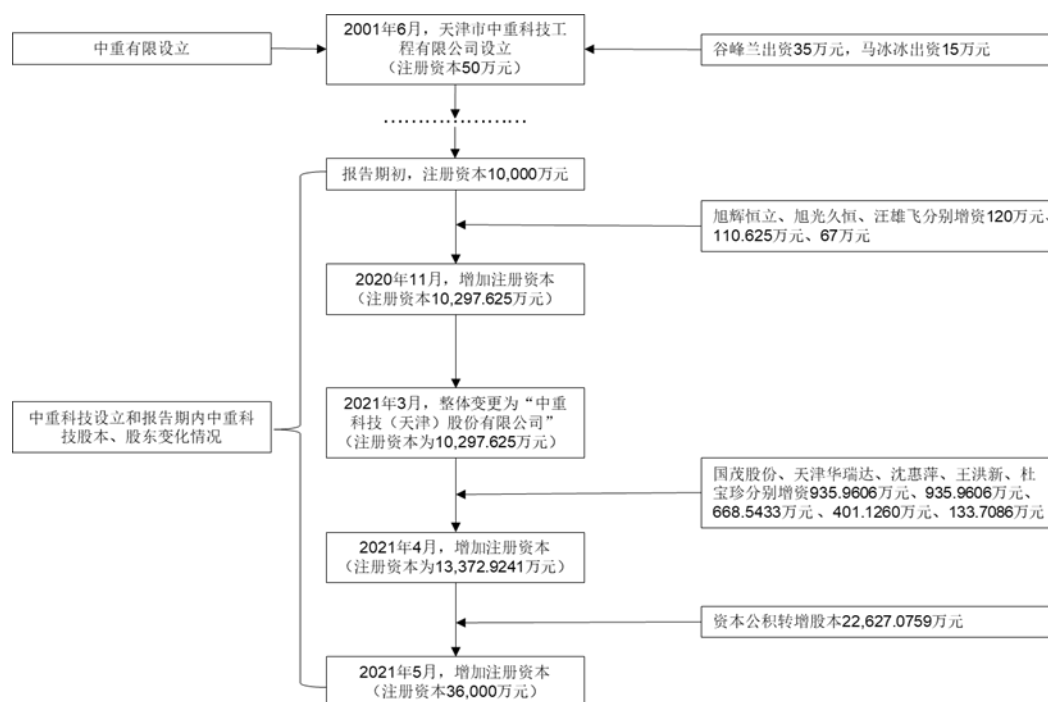 中重有限设立
2001年6月，天津市中重科技工
程有限公司设立
（注册资本50万元）
谷峰兰出资35万元，马冰冰出资15万元
……………………
报告期初，注册资本10,000万元
旭辉恒立、旭光久恒、汪雄飞分别增资120万元、
110.625万元、67万元
2020年11月，增加注册资本
（注册资本10,297.625万元）
中重科技设立和报告期内中重科
技股本、股东变化情况
2021年3月，整体变更为“中重
科技（天津）股份有限公司”
（注册资本为10,297.625万元）
国茂股份、天津华瑞达、沈惠萍、王洪新、杜
宝珍分别增资935.9606万元、935.9606万元、
668.5433万元、401.1260万元、133.7086万元
2021年4月，增加注册资本
（注册资本为13,372.9241万元）
资本公积转增股本22,627.0759万元
2021年5月，增加注册资本
（注册资本36,000万元）